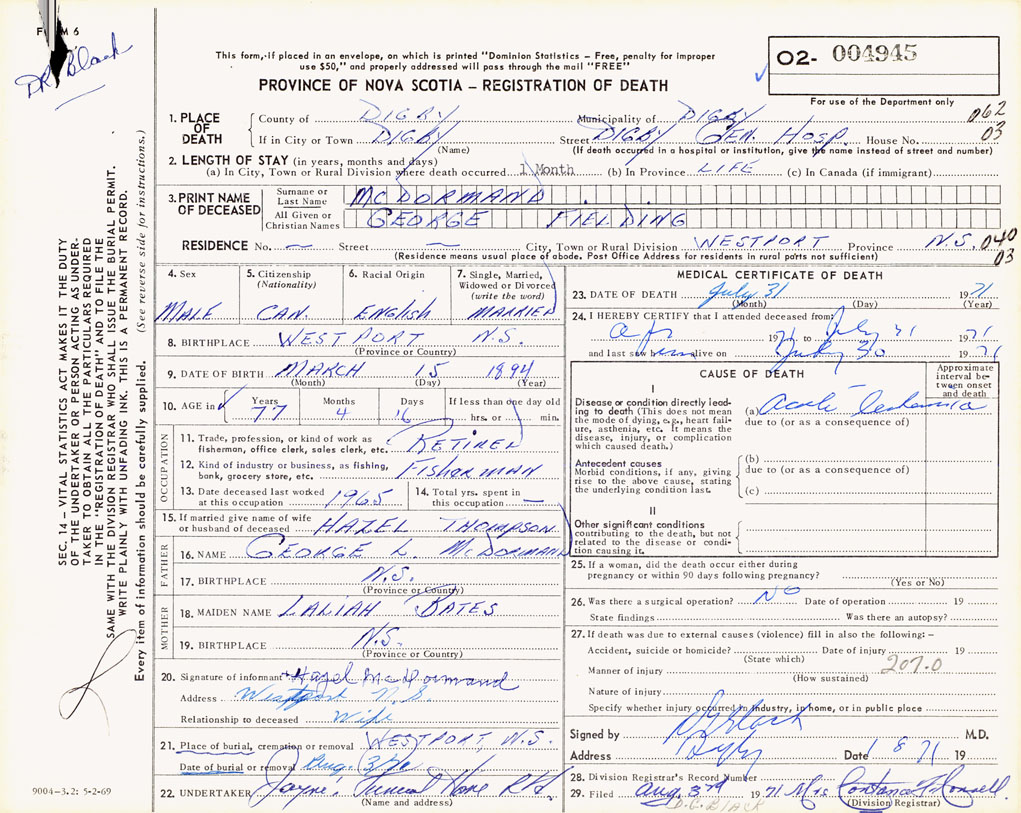 FORM 6
DR Black
This form, if placed in an envelope, on which is printed "Dominion Statistics – Free, penalty for improper
use $50," and properly addressed will pass through the mail "FREE"
02- 004945
PROVINCE OF NOVA SCOTIA – REGISTRATION OF DEATH
For use of the Department only
1. PLACE OF DEATH
County of DIGBY Municipality of DIGBY 062
If in City or Town DIGBY Street DIGBY GEN. HOSP. House No. 03
(Name) (If death occurred in a hospital or institution, give the name instead of street and number)
2. LENGTH OF STAY (in years, months and days)
(a) In City, Town or Rural Division where death occurred 1 Month (b) In Province LIFE (c) In Canada (if immigrant)
3. PRINT NAME OF DECEASED
Surname or Last Name McDORMAND
All Given or Christian Names GEORGE FIELDING
RESIDENCE No. — Street — City, Town or Rural Division WESTPORT Province N.S. 040
(Residence means usual place of abode. Post Office Address for residents in rural parts not sufficient) 03
4. Sex MALE
5. Citizenship (Nationality) CAN.
6. Racial Origin ENGLISH
7. Single, Married, Widowed or Divorced (write the word) MARRIED
8. BIRTHPLACE WESTPORT N.S.
(Province or Country)
9. DATE OF BIRTH MARCH 15 1894
(Month) (Day) (Year)
10. AGE in Years 77 Months 4 Days 16 If less than one day old hrs. or min.
OCCUPATION
11. Trade, profession, or kind of work as fisherman, office clerk, sales clerk, etc. RETIRED
12. Kind of industry or business, as fishing, bank, grocery store, etc. FISHERMAN
13. Date deceased last worked at this occupation 1965
14. Total yrs. spent in this occupation —
15. If married give name of wife or husband of deceased HAZEL THOMPSON
FATHER
16. NAME GEORGE L. McDORMAND
17. BIRTHPLACE N.S.
(Province or Country)
MOTHER
18. MAIDEN NAME LALIAH BATES
19. BIRTHPLACE N.S.
(Province or Country)
20. Signature of informant Hazel McDormand
Address Westport N.S.
Relationship to deceased Wife
21. Place of burial, cremation or removal WESTPORT, N.S.
Date of burial or removal Aug. 3
22. UNDERTAKER Jayne's Funeral Home
(Name and address)
MEDICAL CERTIFICATE OF DEATH
23. DATE OF DEATH July 31 1971
(Month) (Day) (Year)
24. I HEREBY CERTIFY that I attended deceased from:
1971 to July 31 1971
and last saw him alive on July 30 1971
CAUSE OF DEATH
Approximate interval between onset and death
I
Disease or condition directly leading to death (This does not mean the mode of dying, e.g., heart failure, asthenia, etc. It means the disease, injury, or complication which caused death.)
(a) Acute leukemia
due to (or as a consequence of)
Antecedent causes
Morbid conditions, if any, giving rise to the above cause, stating the underlying condition last.
(b)
due to (or as a consequence of)
(c)
II
Other significant conditions contributing to the death, but not related to the disease or condition causing it.
25. If a woman, did the death occur either during pregnancy or within 90 days following pregnancy?
(Yes or No)
26. Was there a surgical operation? NO Date of operation 19
State findings Was there an autopsy?
27. If death was due to external causes (violence) fill in also the following:–
Accident, suicide or homicide? Date of injury 19
(State which)
Manner of injury 207.0
(How sustained)
Nature of injury
Specify whether injury occurred in industry, in home, or in public place
Signed by Black M.D.
Address Digby Date 1 8 71 19
28. Division Registrar's Record Number
29. Filed Aug. 3rd 1971 Mrs Constance
D.G. BLACK (Division Registrar)
SEC. 14 – VITAL STATISTICS ACT MAKES IT THE DUTY
OF THE UNDERTAKER OR PERSON ACTING AS UNDER-
TAKER TO OBTAIN ALL THE PARTICULARS REQUIRED
IN THE "REGISTRATION OF DEATH" AND TO FILE THE
SAME WITH THE DIVISION REGISTRAR WHO SHALL ISSUE THE BURIAL PERMIT.
WRITE PLAINLY WITH UNFADING INK. THIS IS A PERMANENT RECORD.
Every item of information should be carefully supplied. (See reverse side for instructions.)
9004-3.2: 5-2-69